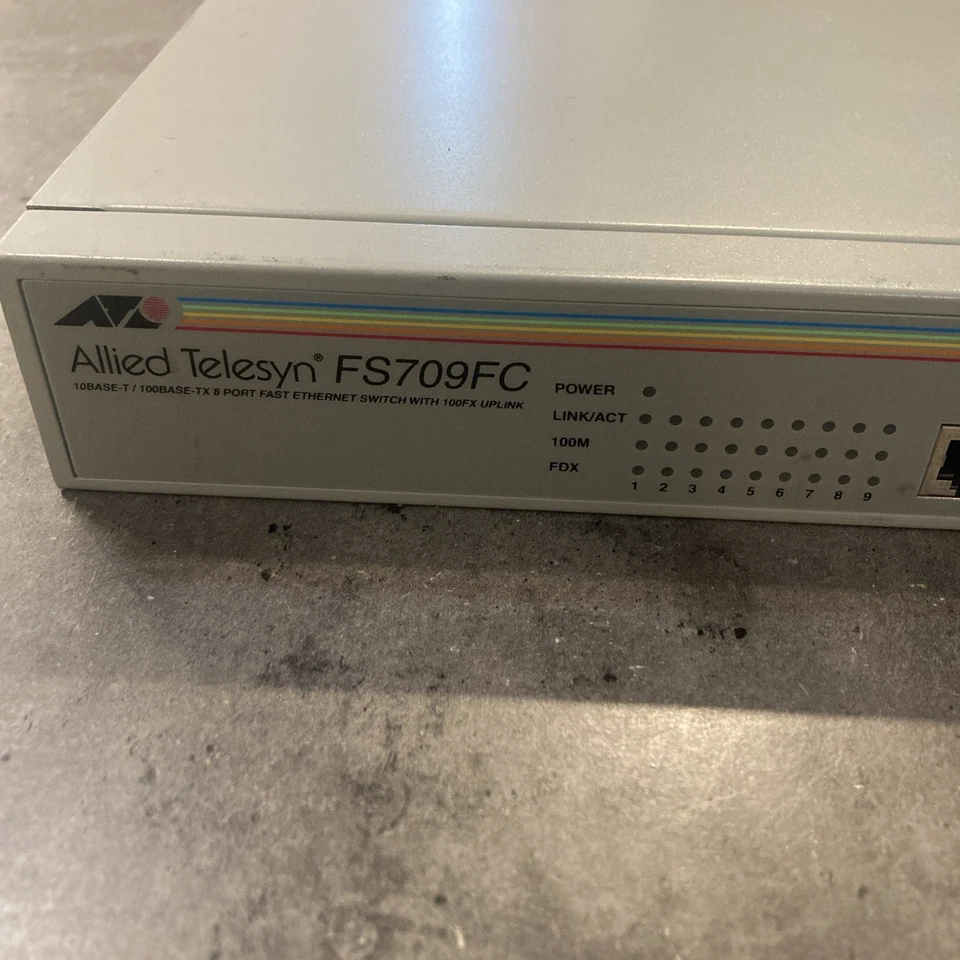 Allied Telesyn® FS709FC
10BASE-T / 100BASE-TX 8 PORT FAST ETHERNET SWITCH WITH 100FX UPLINK
POWER
LINK/ACT
100M
FDX
1 2 3 4 5 6 7 8 9